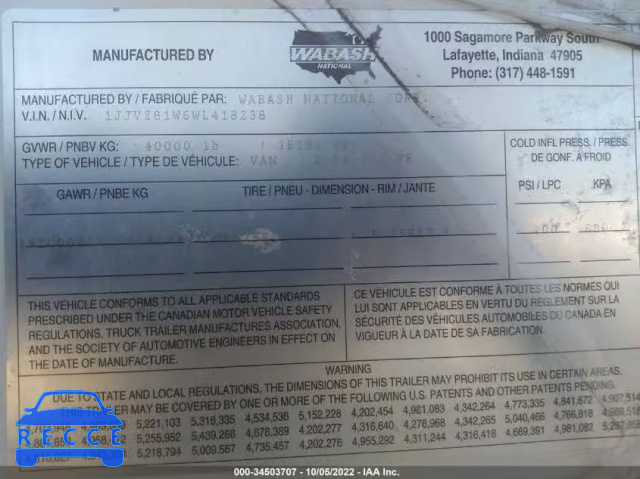 MANUFACTURED BY
WABASH
NATIONAL
1000 Sagamore Parkway South
Lafayette, Indiana 47905
Phone: (317) 448-1591
MANUFACTURED BY / FABRIQUÉ PAR: WABASH NATIONAL CORP.
V.I.N./ N.I.V. 1JJV281W6WL418238
GVWR / PNBV KG: 40000 lb
TYPE OF VEHICLE / TYPE DE VÉHICULE: VAN
COLD INFL PRESS./ PRESS.
DE GONF. À FROID
GAWR / PNBE KG
TIRE / PNEU - DIMENSION - RIM / JANTE
PSI / LPC
KPA
THIS VEHICLE CONFORMS TO ALL APPLICABLE STANDARDS
PRESCRIBED UNDER THE CANADIAN MOTOR VEHICLE SAFETY
REGULATIONS, TRUCK TRAILER MANUFACTURES ASSOCIATION,
AND THE SOCIETY OF AUTOMOTIVE ENGINEERS IN EFFECT ON
THE DATE OF MANUFACTURE.
CE VÉHICULE EST CONFORME À TOUTES LES NORMES QUI
LUI SONT APPLICABLES EN VERTU DU REGLEMENT SUR LA
SÉCURITÉ DES VÉHICULES AUTOMOBILES DU CANADA EN
VIGUEUR À LA DATE DE SA FABRICATION.
WARNING
DUE TO STATE AND LOCAL REGULATIONS, THE DIMENSIONS OF THIS TRAILER MAY PROHIBIT ITS USE IN CERTAIN AREAS.
THIS TRAILER MAY BE COVERED BY ONE OR MORE OF THE FOLLOWING U.S. PATENTS AND OTHER PATENTS PENDING.
5,221,103 5,318,335 4,534,536 5,152,228 4,202,454 4,981,083 4,342,264 4,773,335 4,841,872 4,907,514
5,255,952 5,439,266 4,578,389 4,202,277 4,316,640 4,276,968 4,342,265 5,040,466 4,766,818
5,218,794 5,009,567 4,735,457 4,202,276 4,955,292 4,311,244 4,316,418 4,669,391 4,981,082
RECCE
000-34503707 - 10/05/2022 - IAA Inc.